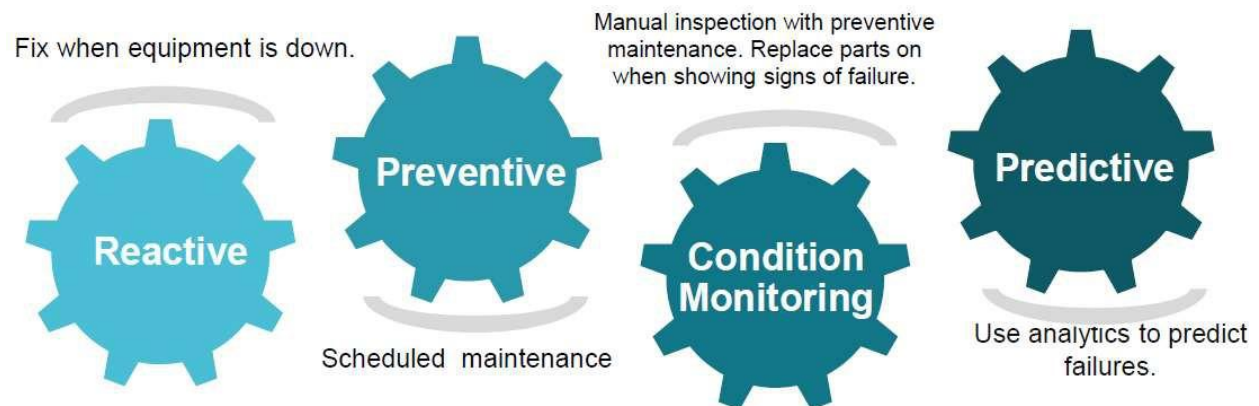 Fix when equipment is down.
Reactive
Preventive
Scheduled maintenance
Manual inspection with preventive
maintenance. Replace parts on
when showing signs of failure.
Condition
Monitoring
Predictive
Use analytics to predict
failures.